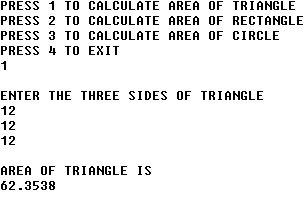 PRESS 1 TO CALCULATE AREA OF TRIANGLE
PRESS 2 TO CALCULATE AREA OF RECTANGLE
PRESS 3 TO CALCULATE AREA OF CIRCLE
PRESS 4 TO EXIT
1
ENTER THE THREE SIDES OF TRIANGLE
12
12
12
AREA OF TRIANGLE IS
62.3538